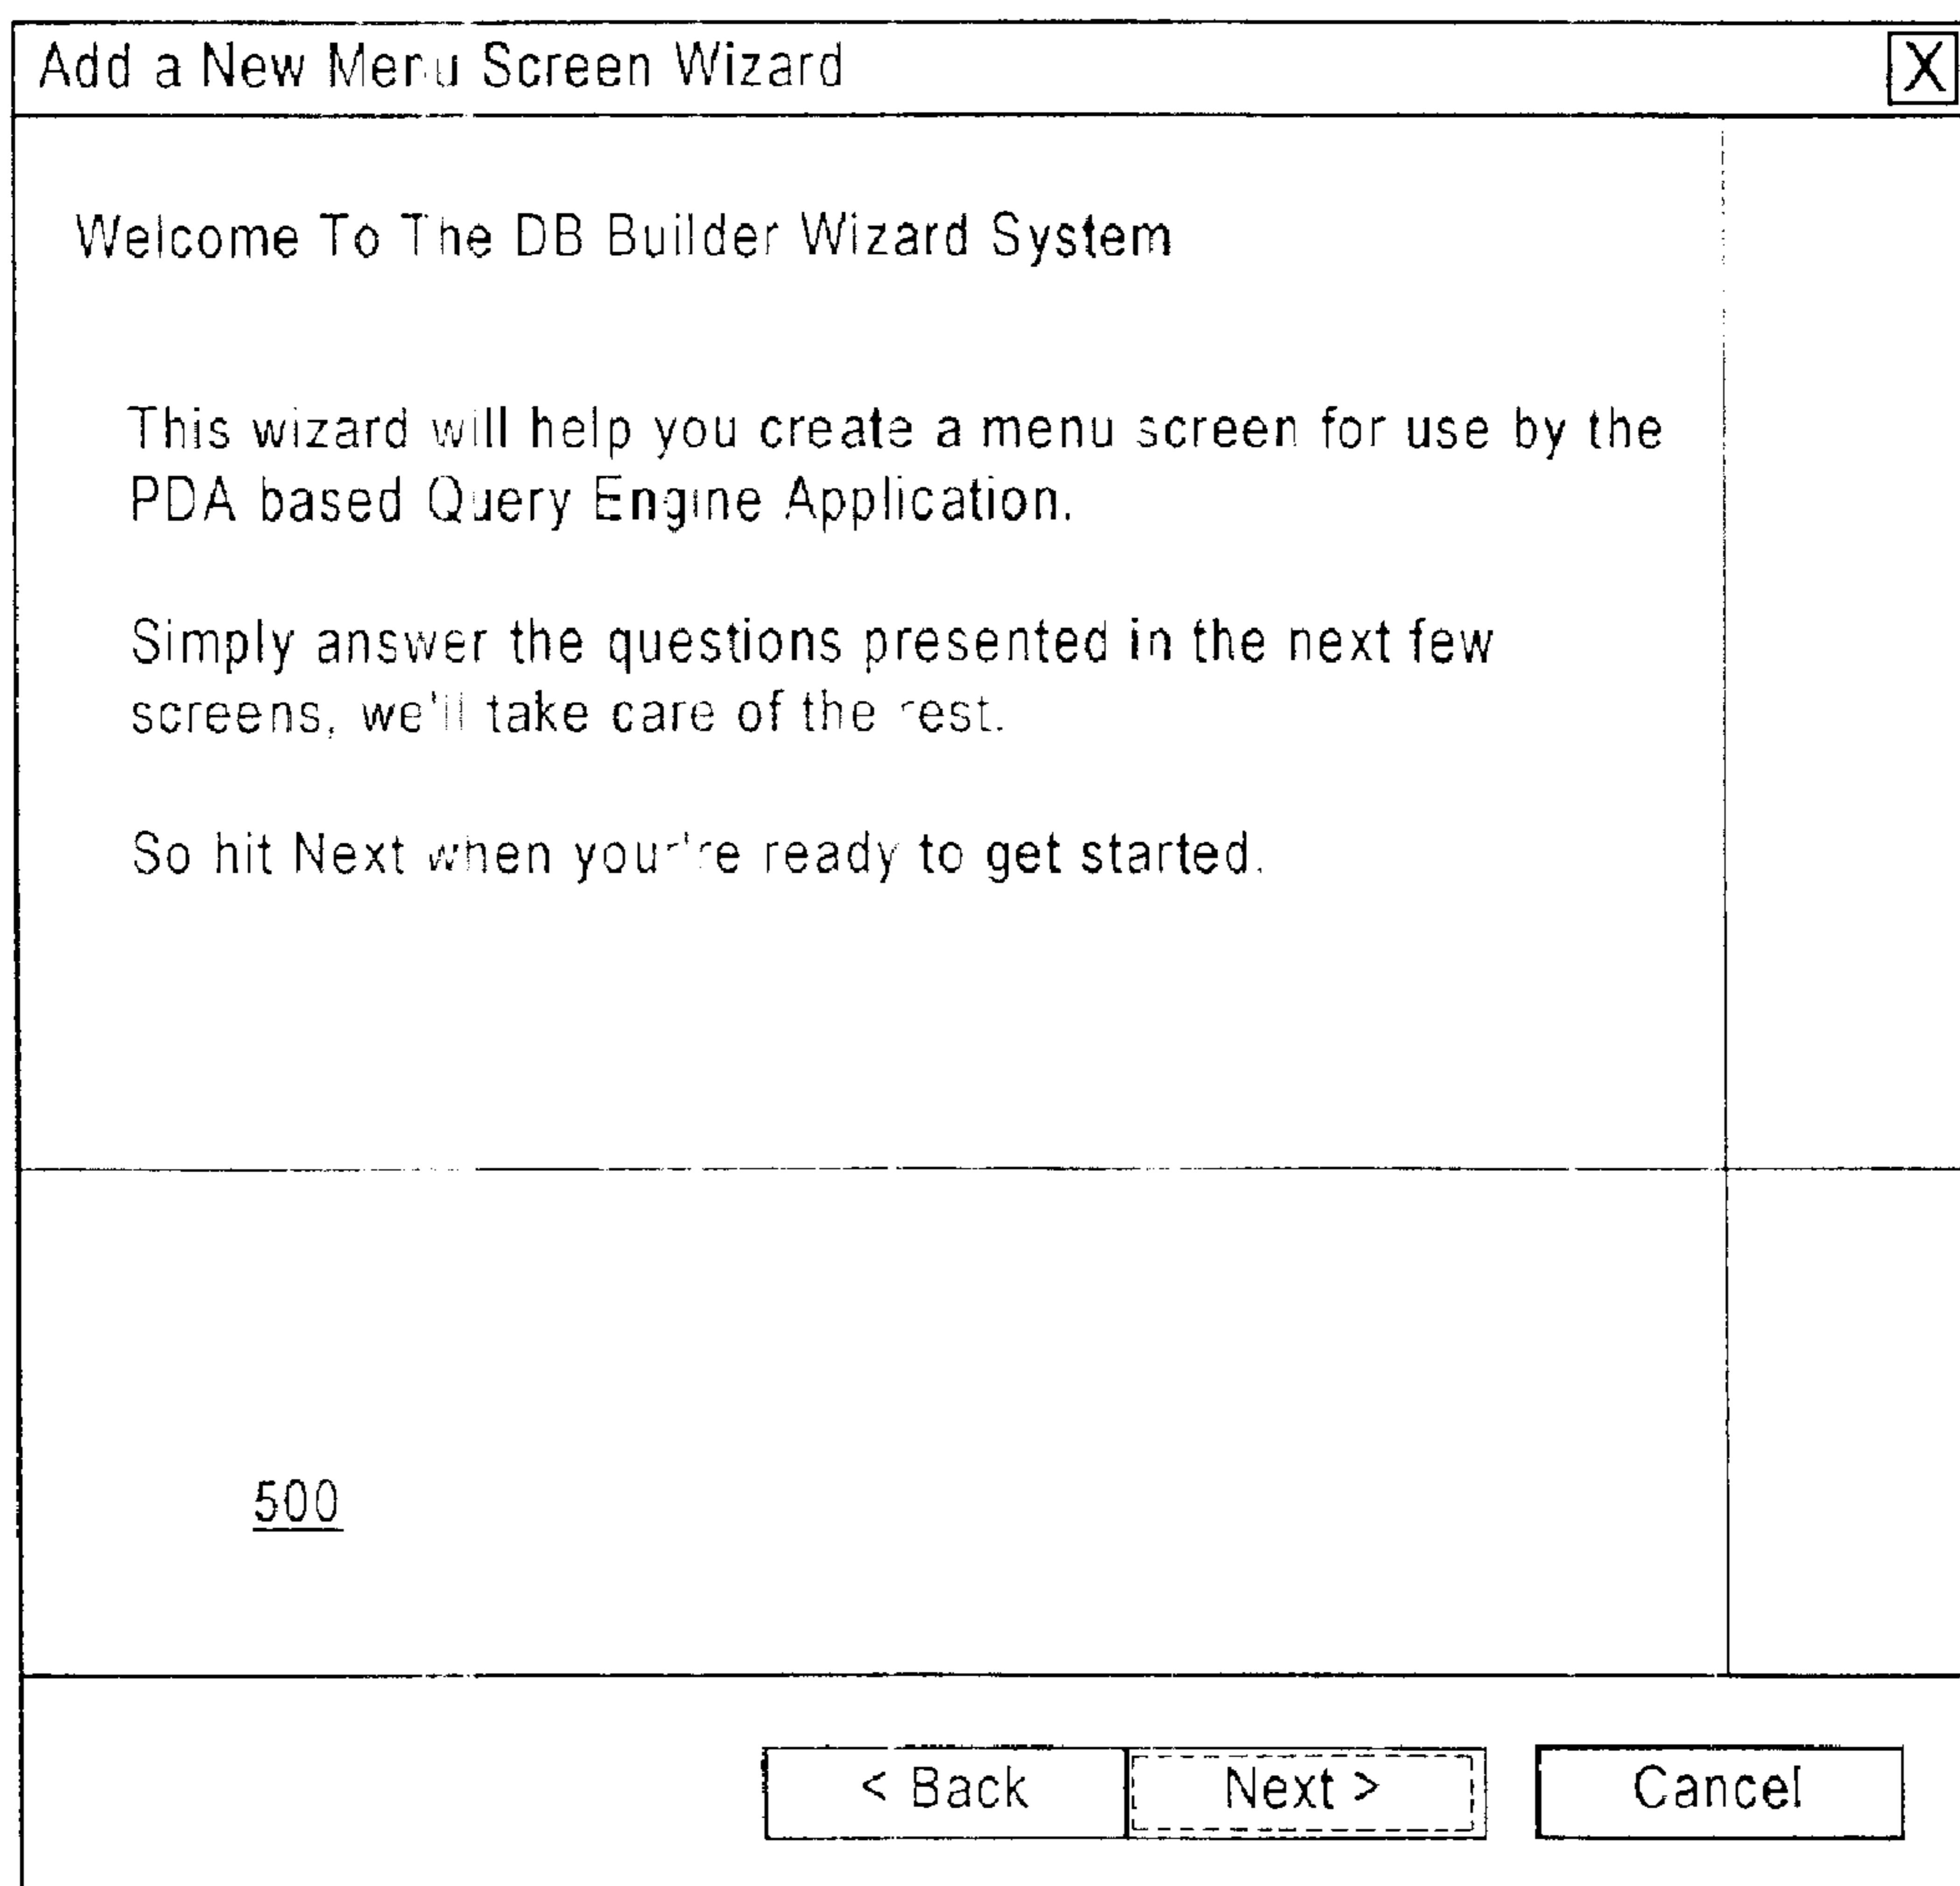 Add a New Menu Screen Wizard X
Welcome To The DB Builder Wizard System
This wizard will help you create a menu screen for use by the
PDA based Query Engine Application.
Simply answer the questions presented in the next few
screens, we'll take care of the rest.
So hit Next when your're ready to get started.
500
< Back Next > Cancel